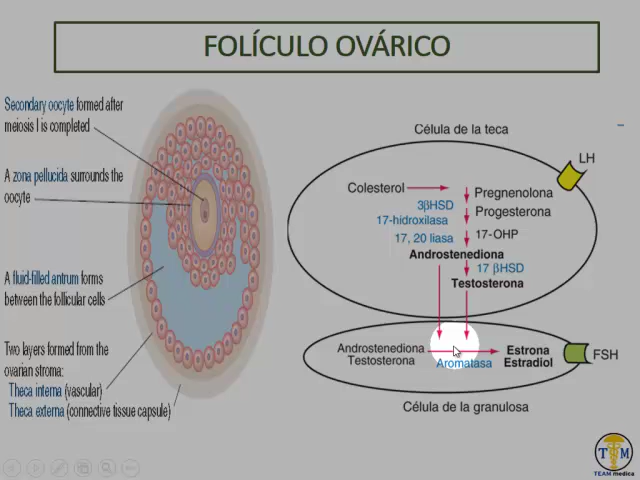 FOLÍCULO OVÁRICO
Secondary oocyte formed after
meiosis I is completed
A zona pellucida surrounds the
oocyte
A fluid-filled antrum forms
between the follicular cells
Two layers formed from the
ovarian stroma:
Theca interna (vascular)
Theca externa (connective tissue capsule)
Célula de la teca
LH
Colesterol
Pregnenolona
3βHSD
Progesterona
17-hidroxilasa
17, 20 liasa
17-OHP
Androstenediona
17 βHSD
Testosterona
Androstenediona
Testosterona
Aromatasa
Estrona
Estradiol
FSH
Célula de la granulosa
T M
TEAM medica